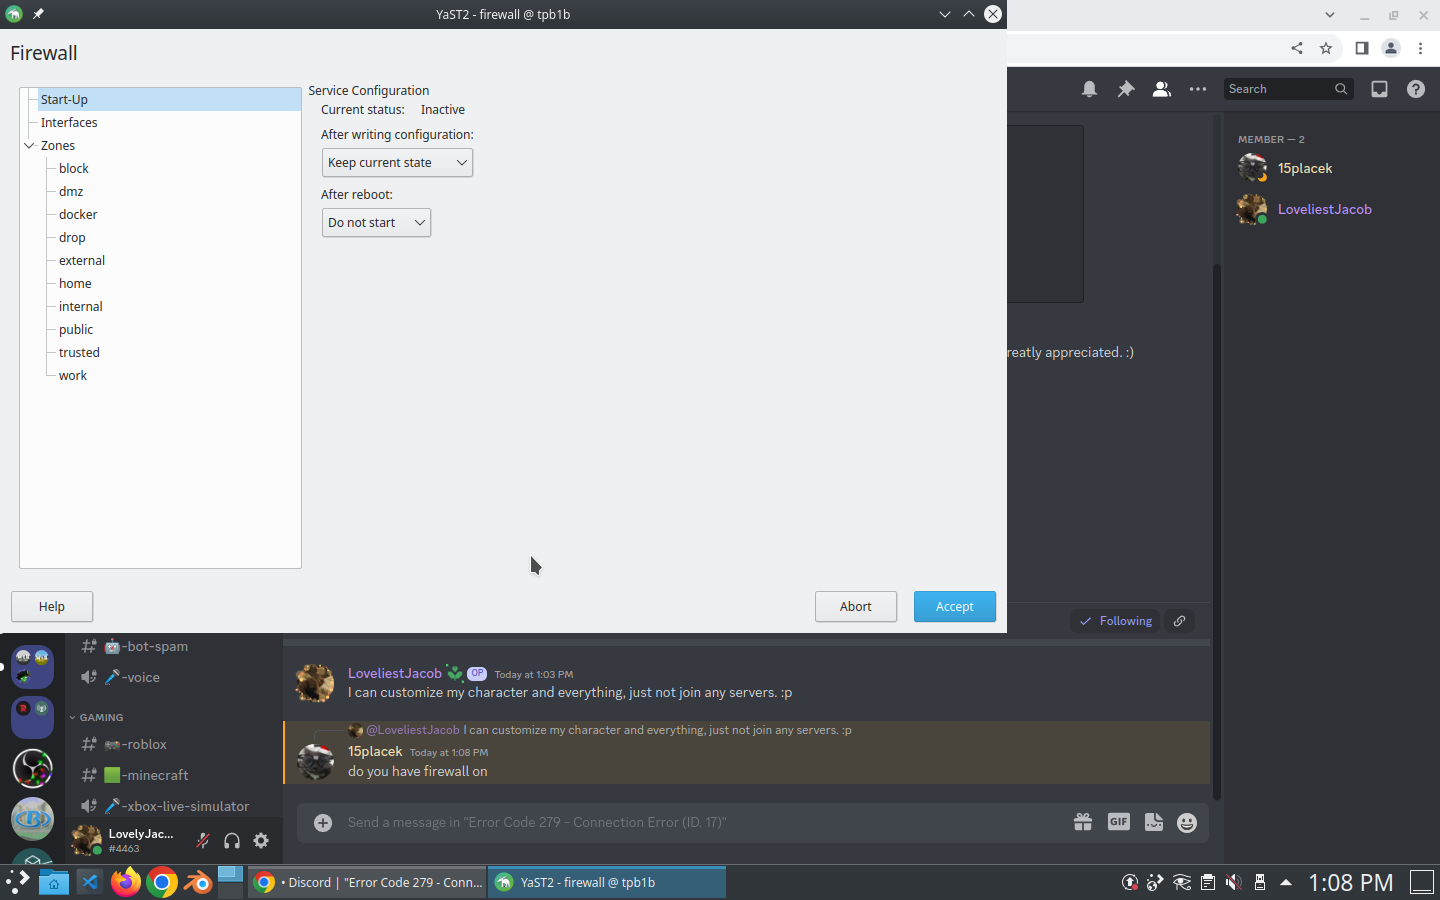 YaST2 - firewall @ tpb1b
Firewall
Start-Up
Interfaces
Zones
block
dmz
docker
drop
external
home
internal
public
trusted
work
Service Configuration
Current status: Inactive
After writing configuration:
Keep current state
After reboot:
Do not start
Help
Abort
Accept
Search
MEMBER — 2
15placek
LoveliestJacob
reatly appreciated. :)
Following
-bot-spam
-voice
GAMING
-roblox
-minecraft
-xbox-live-simulator
LovelyJac...
#4463
LoveliestJacob OP Today at 1:03 PM
I can customize my character and everything, just not join any servers. :p
@LoveliestJacob I can customize my character and everything, just not join any servers. :p
15placek Today at 1:08 PM
do you have firewall on
Send a message in "Error Code 279 - Connection Error (ID. 17)"
GIF
• Discord | "Error Code 279 - Conn...
YaST2 - firewall @ tpb1b
1:08 PM